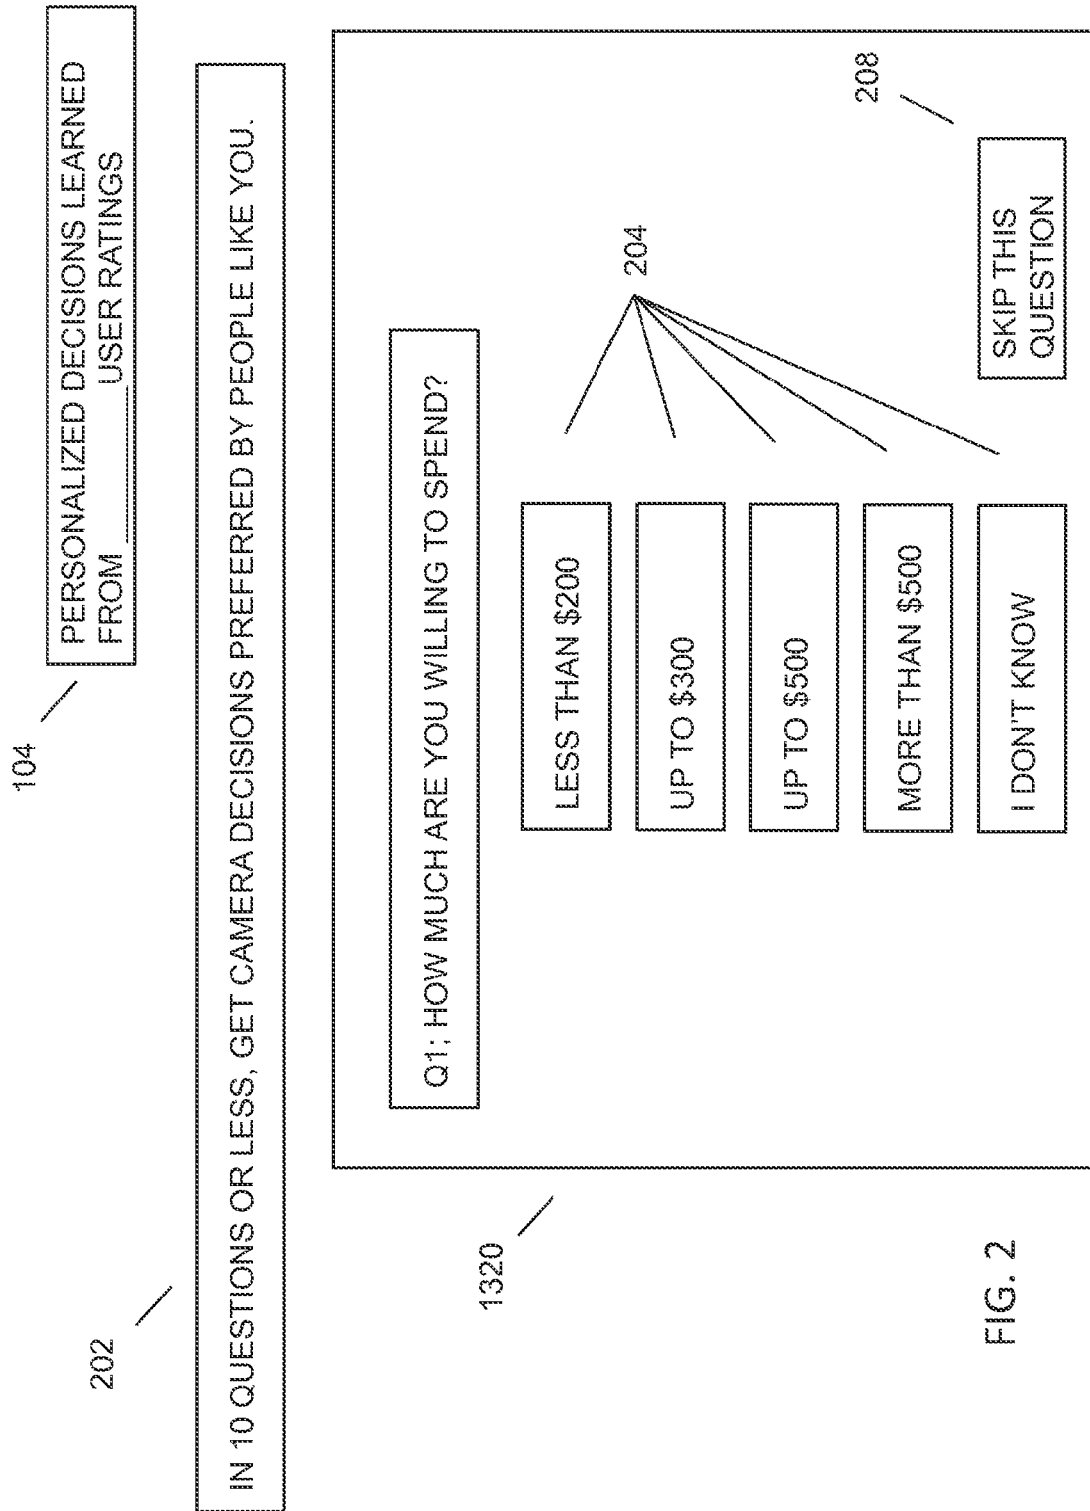 104
PERSONALIZED DECISIONS LEARNED
FROM ______ USER RATINGS
202
IN 10 QUESTIONS OR LESS, GET CAMERA DECISIONS PREFERRED BY PEOPLE LIKE YOU.
1320
Q1; HOW MUCH ARE YOU WILLING TO SPEND?
LESS THAN $200
UP TO $300
UP TO $500
MORE THAN $500
I DON'T KNOW
204
208
SKIP THIS
QUESTION
FIG. 2